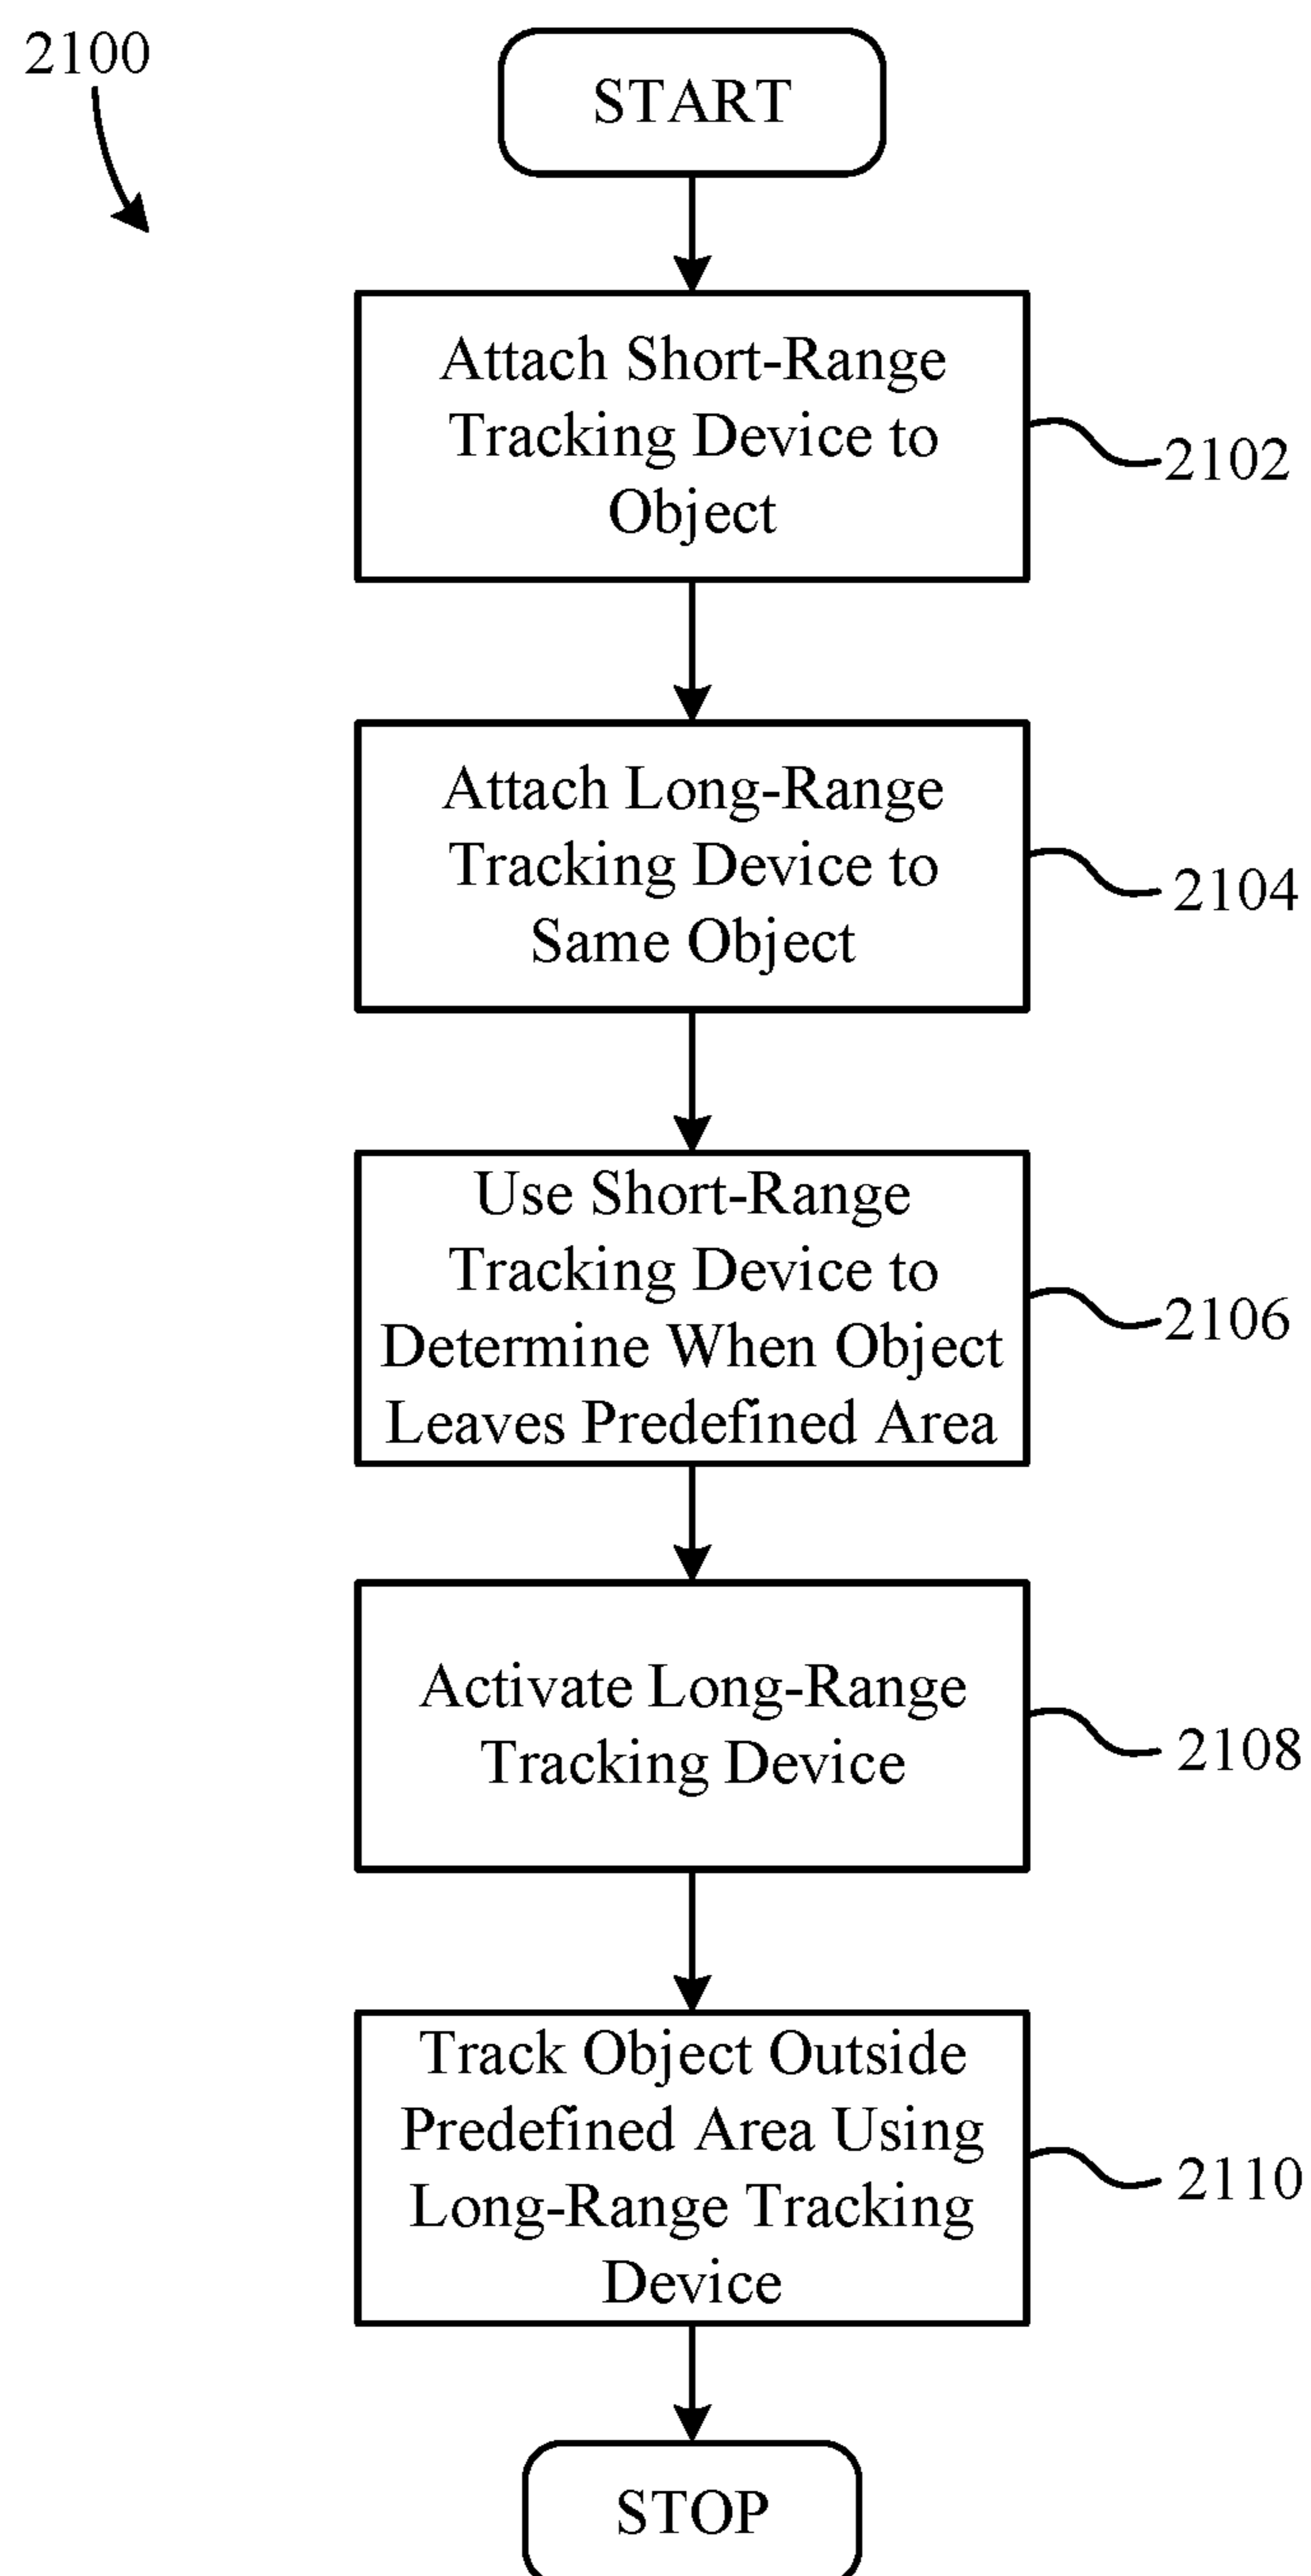 2100
START
Attach Short-Range
Tracking Device to
Object
2102
Attach Long-Range
Tracking Device to
Same Object
2104
Use Short-Range
Tracking Device to
Determine When Object
Leaves Predefined Area
2106
Activate Long-Range
Tracking Device
2108
Track Object Outside
Predefined Area Using
Long-Range Tracking
Device
2110
STOP